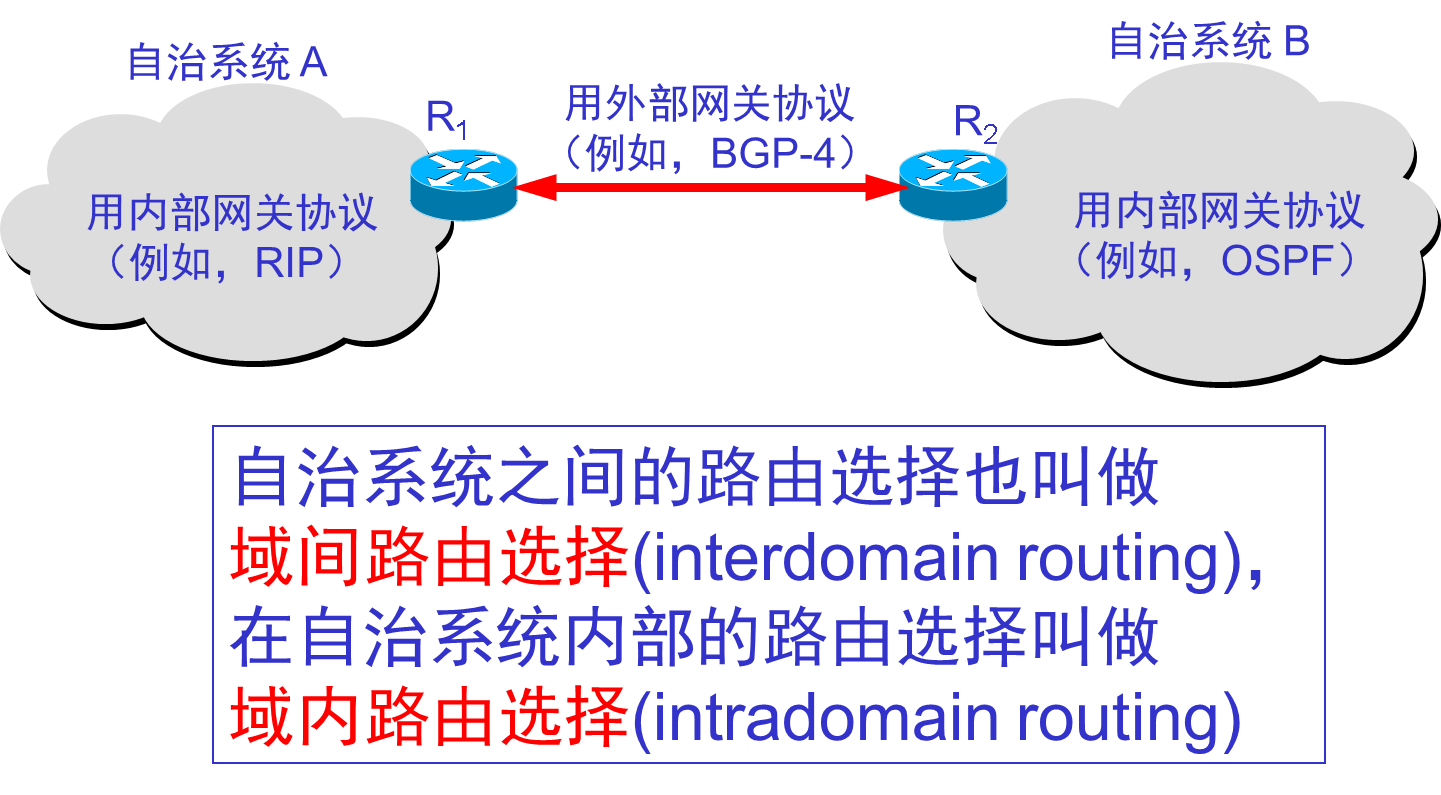 自治系统 A
自治系统 B
R1
用外部网关协议
（例如，BGP-4）
R2
用内部网关协议
（例如，RIP）
用内部网关协议
（例如，OSPF）
自治系统之间的路由选择也叫做
域间路由选择(interdomain routing)，
在自治系统内部的路由选择叫做
域内路由选择(intradomain routing)